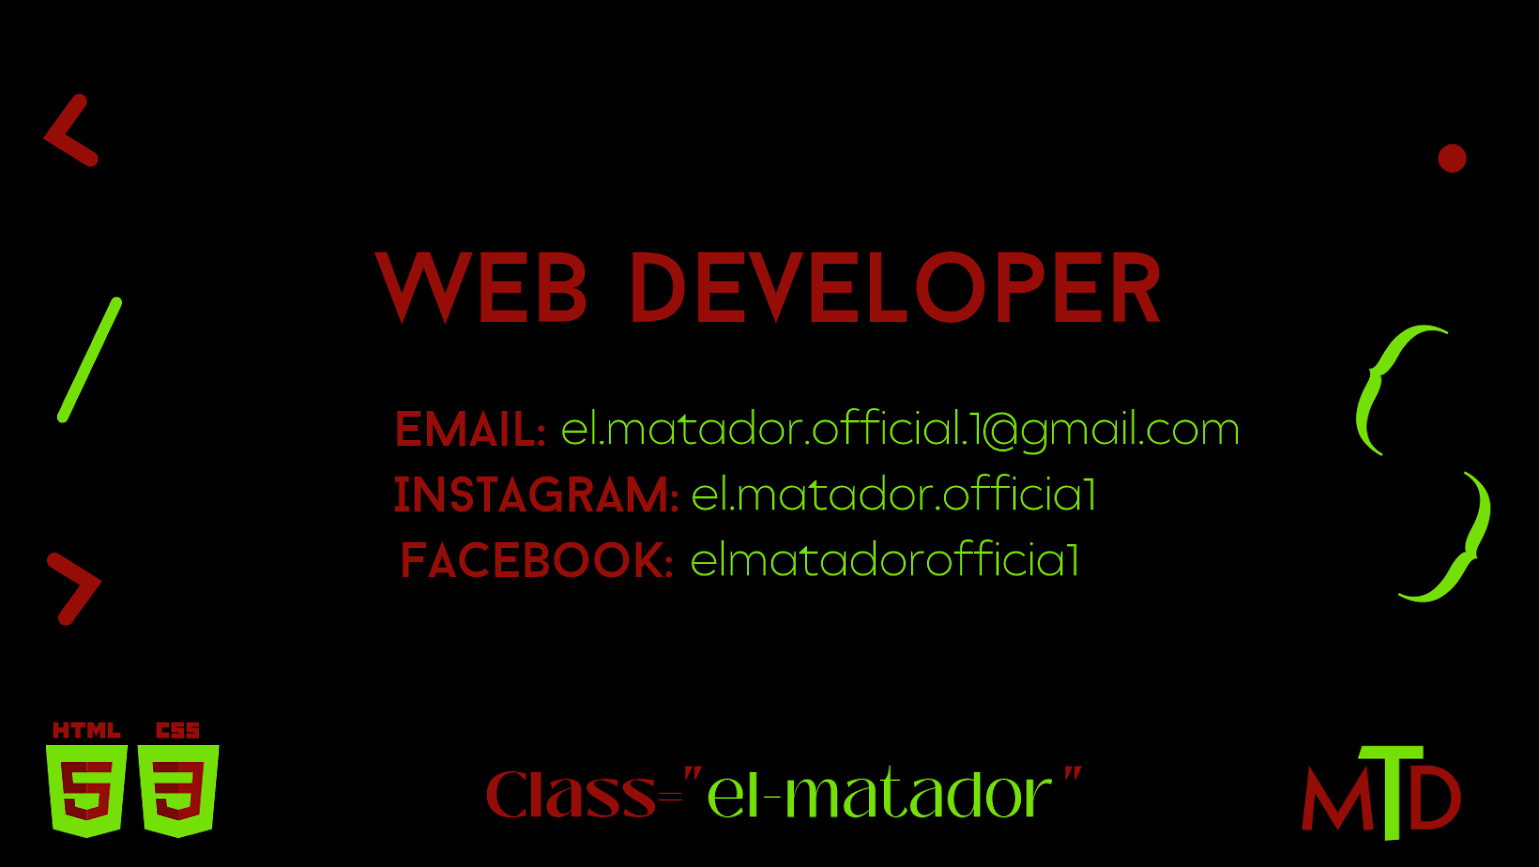 WEB DEVELOPER
EMAIL: el.matador.official.1@gmail.com
INSTAGRAM: el.matador.officia1
FACEBOOK: elmatadorofficia1
< / >
. { }
HTML CSS
5 3
Class="el-matador"
MTD